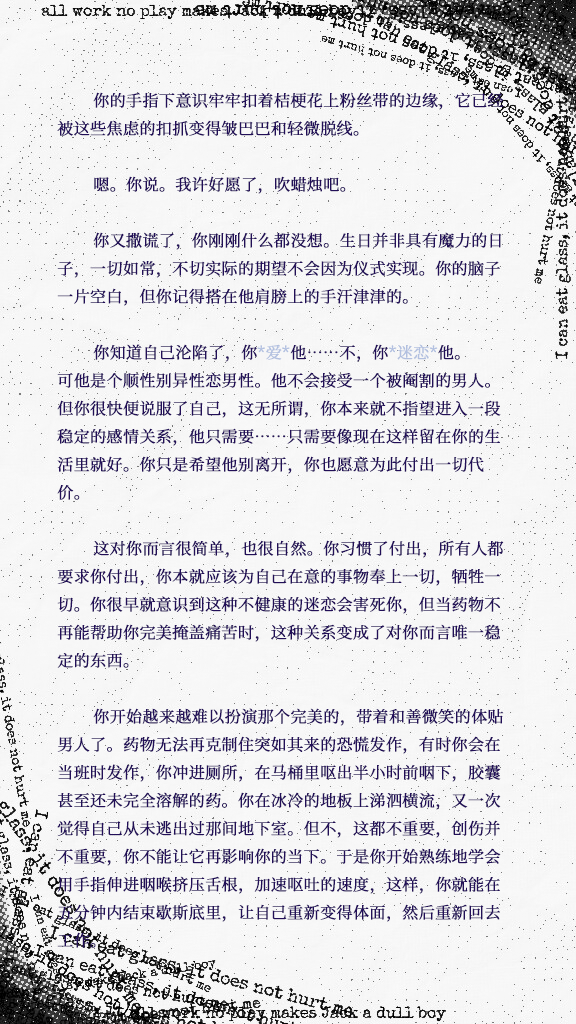 all work no play makes Jack a dull boy
你的手指下意识牢牢扣着桔梗花上粉丝带的边缘，它已经
被这些焦虑的扣抓变得皱巴巴和轻微脱线。
嗯。你说。我许好愿了，吹蜡烛吧。
你又撒谎了，你刚刚什么都没想。生日并非具有魔力的日
子，一切如常，不切实际的期望不会因为仪式实现。你的脑子
一片空白，但你记得搭在他肩膀上的手汗津津的。
你知道自己沦陷了，你*爱*他……不，你*迷恋*他。
可他是个顺性别异性恋男性。他不会接受一个被阉割的男人。
但你很快便说服了自己，这无所谓，你本来就不指望进入一段
稳定的感情关系，他只需要……只需要像现在这样留在你的生
活里就好。你只是希望他别离开，你也愿意为此付出一切代
价。
这对你而言很简单，也很自然。你习惯了付出，所有人都
要求你付出，你本就应该为自己在意的事物奉上一切，牺牲一
切。你很早就意识到这种不健康的迷恋会害死你，但当药物不
再能帮助你完美掩盖痛苦时，这种关系变成了对你而言唯一稳
定的东西。
你开始越来越难以扮演那个完美的，带着和善微笑的体贴
男人了。药物无法再克制住突如其来的恐慌发作，有时你会在
当班时发作，你冲进厕所，在马桶里呕出半小时前咽下，胶囊
甚至还未完全溶解的药。你在冰冷的地板上涕泗横流，又一次
觉得自己从未逃出过那间地下室。但不，这都不重要，创伤并
不重要，你不能让它再影响你的当下。于是你开始熟练地学会
用手指伸进咽喉挤压舌根，加速呕吐的速度，这样，你就能在
五分钟内结束歇斯底里，让自己重新变得体面，然后重新回去
I can eat glass, it does not hurt me
I can eat glass, it does not hurt me
all work no play makes Jack a dull boy